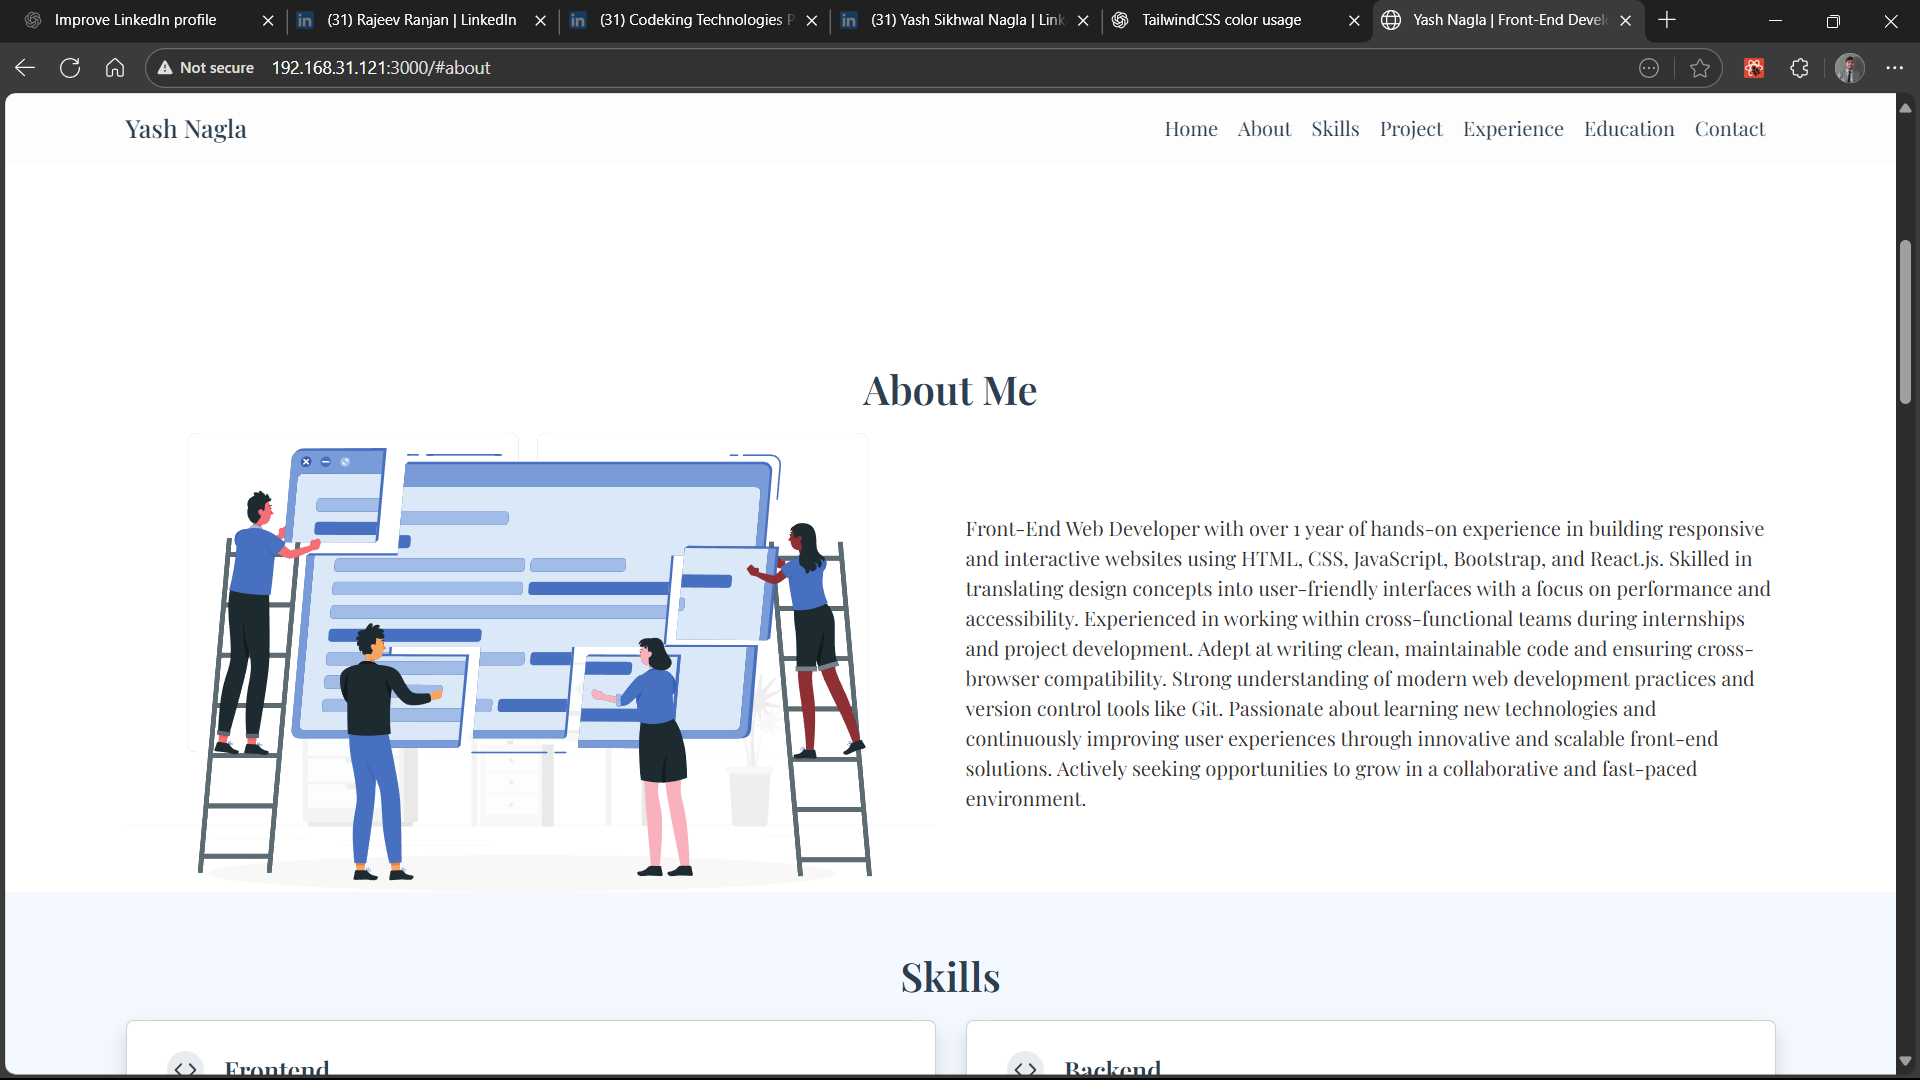 Improve LinkedIn profile
(31) Rajeev Ranjan | LinkedIn
(31) Codeking Technologies P
(31) Yash Sikhwal Nagla | Link
TailwindCSS color usage
Yash Nagla | Front-End Devel
Not secure
192.168.31.121:3000/#about
Yash Nagla
Home
About
Skills
Project
Experience
Education
Contact
About Me
Front-End Web Developer with over 1 year of hands-on experience in building responsive
and interactive websites using HTML, CSS, JavaScript, Bootstrap, and React.js. Skilled in
translating design concepts into user-friendly interfaces with a focus on performance and
accessibility. Experienced in working within cross-functional teams during internships
and project development. Adept at writing clean, maintainable code and ensuring cross-
browser compatibility. Strong understanding of modern web development practices and
version control tools like Git. Passionate about learning new technologies and
continuously improving user experiences through innovative and scalable front-end
solutions. Actively seeking opportunities to grow in a collaborative and fast-paced
environment.
Skills
Frontend
Backend